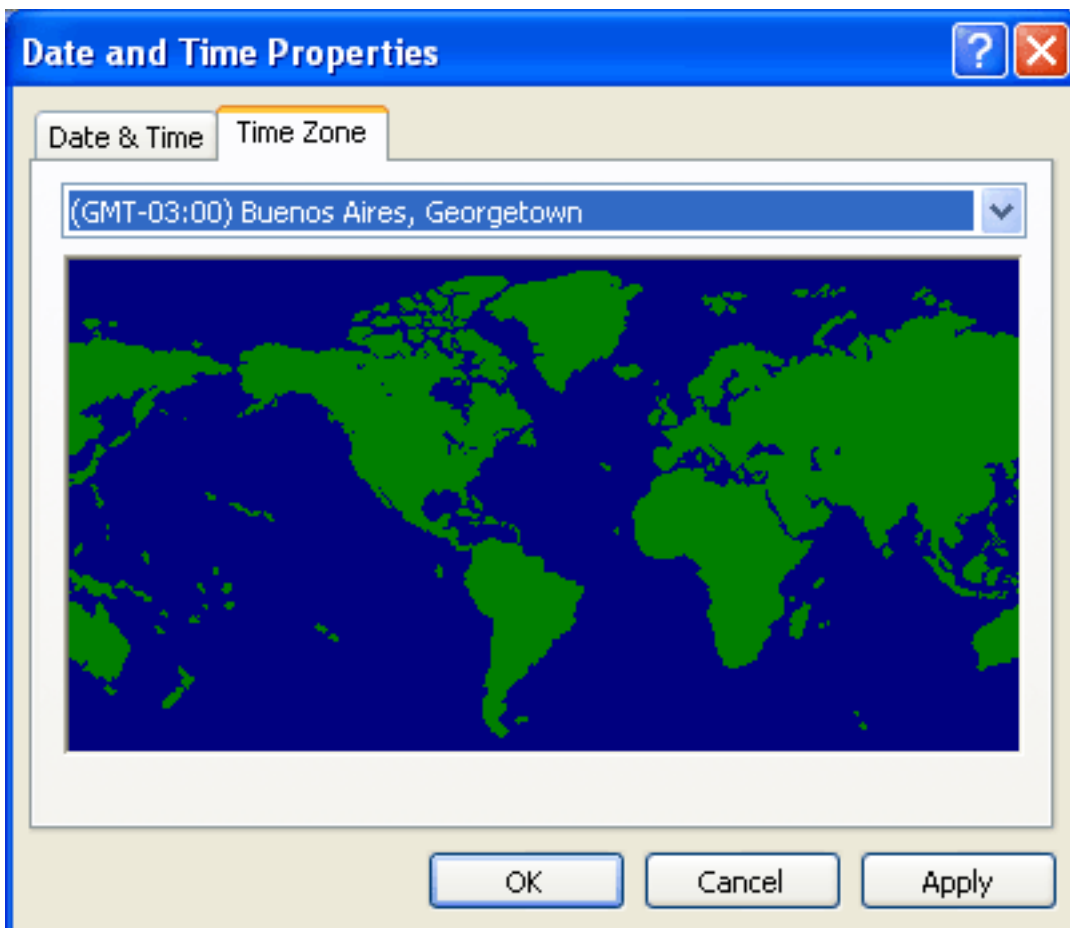 Date and Time Properties
Date & Time
Time Zone
(GMT-03:00) Buenos Aires, Georgetown
OK
Cancel
Apply